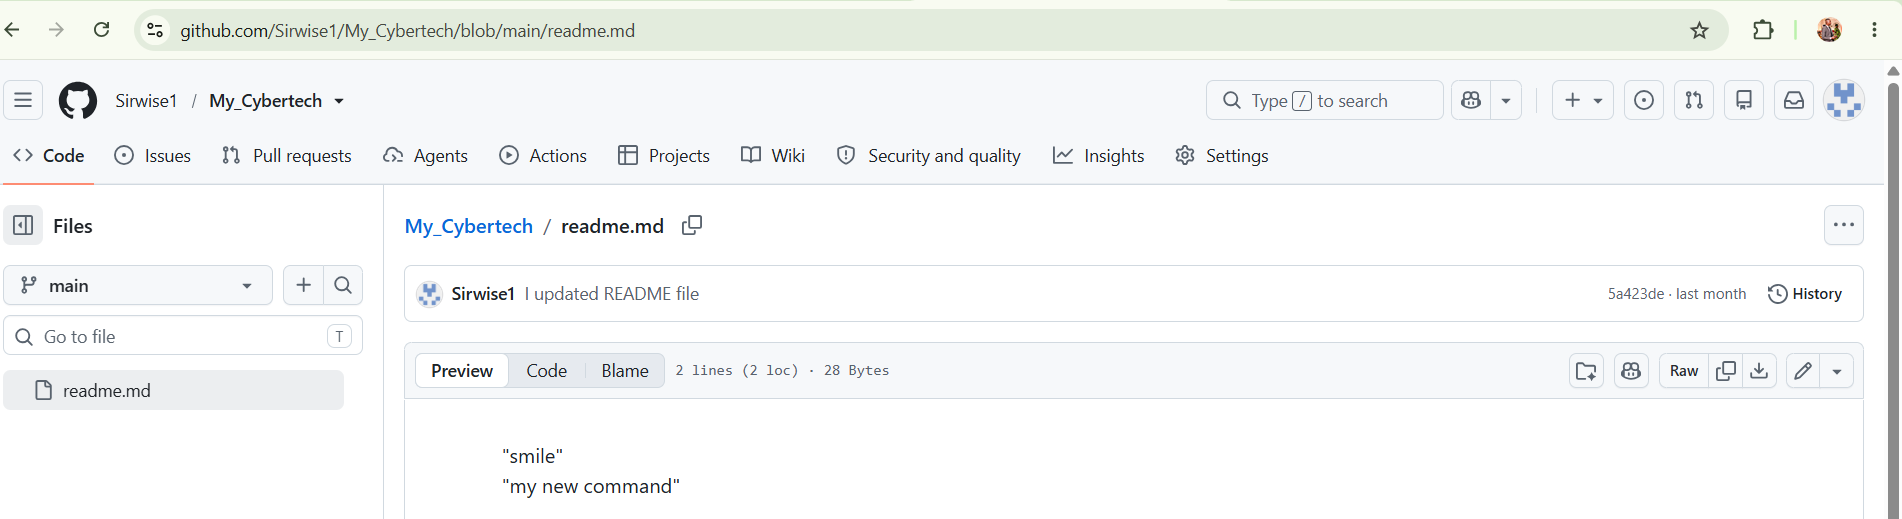 github.com/Sirwise1/My_Cybertech/blob/main/readme.md
Sirwise1 / My_Cybertech
Type / to search
Code
Issues
Pull requests
Agents
Actions
Projects
Wiki
Security and quality
Insights
Settings
Files
My_Cybertech / readme.md
main
Sirwise1 I updated README file
5a423de · last month
History
Go to file
T
readme.md
Preview
Code
Blame
2 lines (2 loc) · 28 Bytes
Raw
"smile"
"my new command"